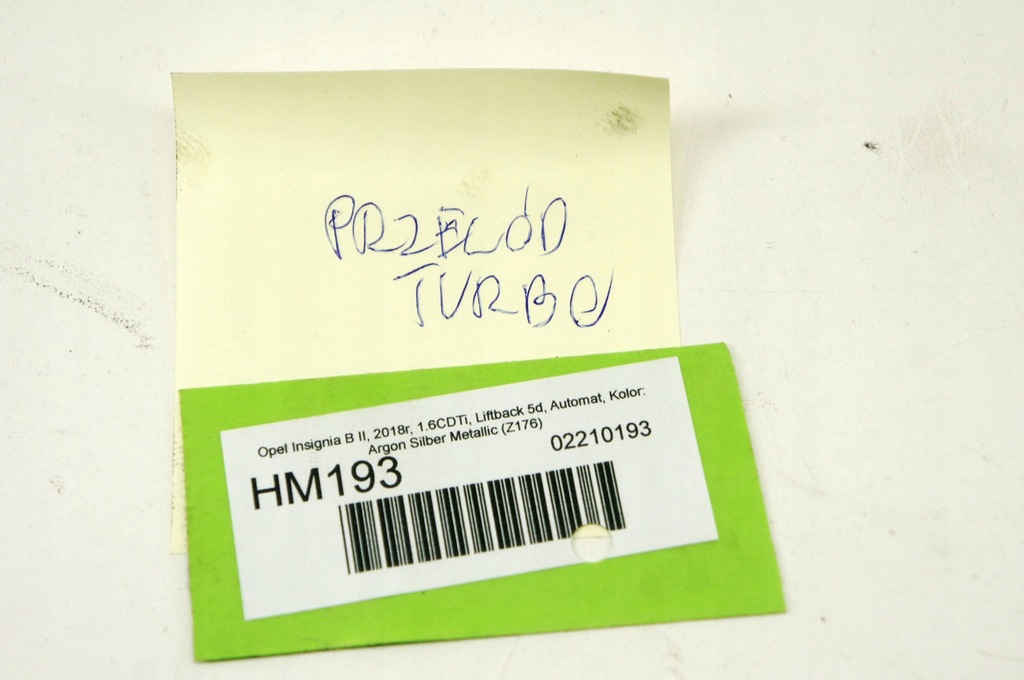 PRZEWÓD
TURBO
Opel Insignia B II, 2018r, 1.6CDTi, Liftback 5d, Automat, Kolor:
Argon Silber Metallic (Z176)
HM193
02210193